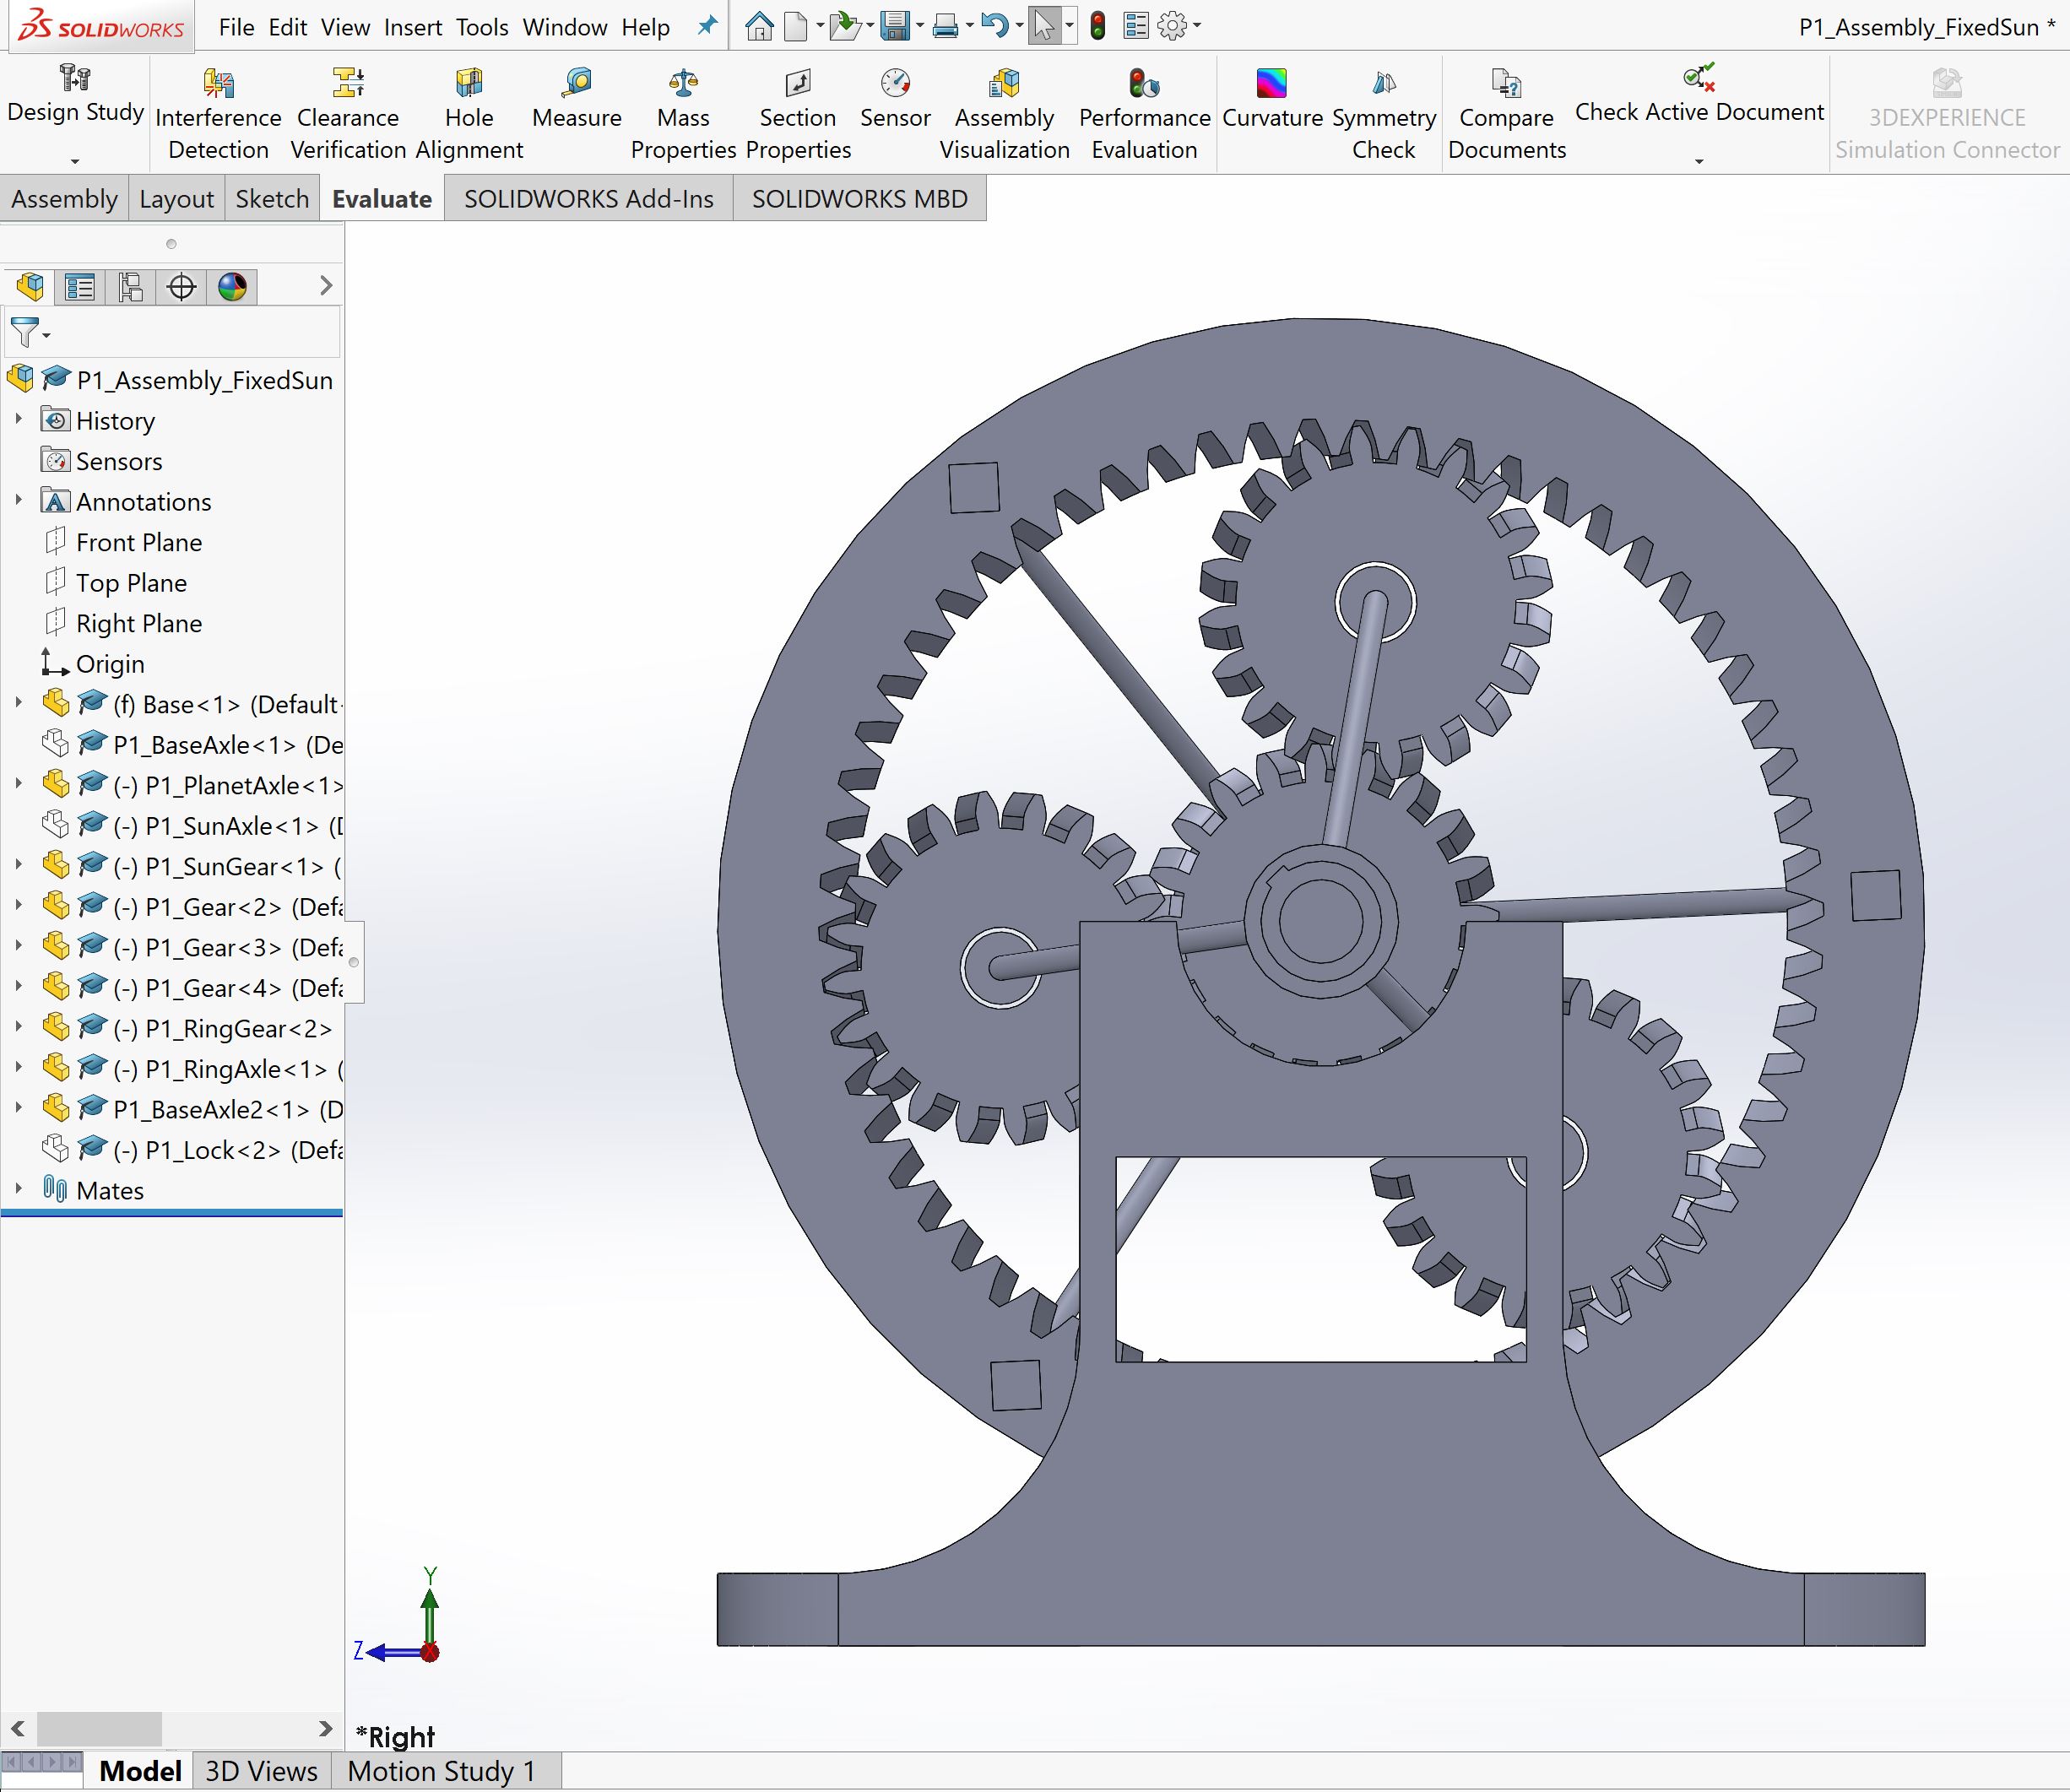 SOLIDWORKS File Edit View Insert Tools Window Help P1_Assembly_FixedSun *
Design Study
Interference Detection
Clearance Verification
Hole Alignment
Measure
Mass Properties
Section Properties
Sensor
Assembly Visualization
Performance Evaluation
Curvature
Symmetry Check
Compare Documents
Check Active Document
3DEXPERIENCE Simulation Connector
Assembly Layout Sketch Evaluate SOLIDWORKS Add-Ins SOLIDWORKS MBD
P1_Assembly_FixedSun
History
Sensors
Annotations
Front Plane
Top Plane
Right Plane
Origin
(f) Base<1> (Default
P1_BaseAxle<1> (De
(-) P1_PlanetAxle<1>
(-) P1_SunAxle<1> (
(-) P1_SunGear<1> (
(-) P1_Gear<2> (Defa
(-) P1_Gear<3> (Defa
(-) P1_Gear<4> (Defa
(-) P1_RingGear<2>
(-) P1_RingAxle<1> (
P1_BaseAxle2<1> (D
(-) P1_Lock<2> (Defa
Mates
Y
Z
X
*Right
Model 3D Views Motion Study 1